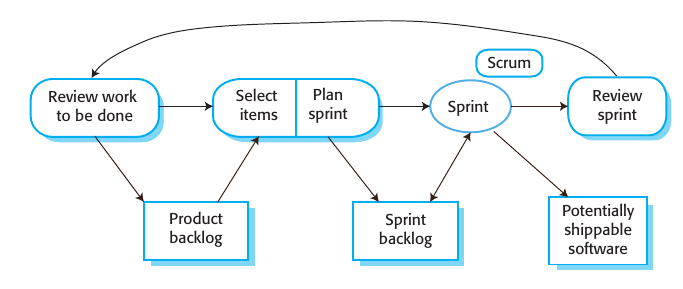 Scrum
Review work
to be done
Select
items
Plan
sprint
Sprint
Review
sprint
Product
backlog
Sprint
backlog
Potentially
shippable
software